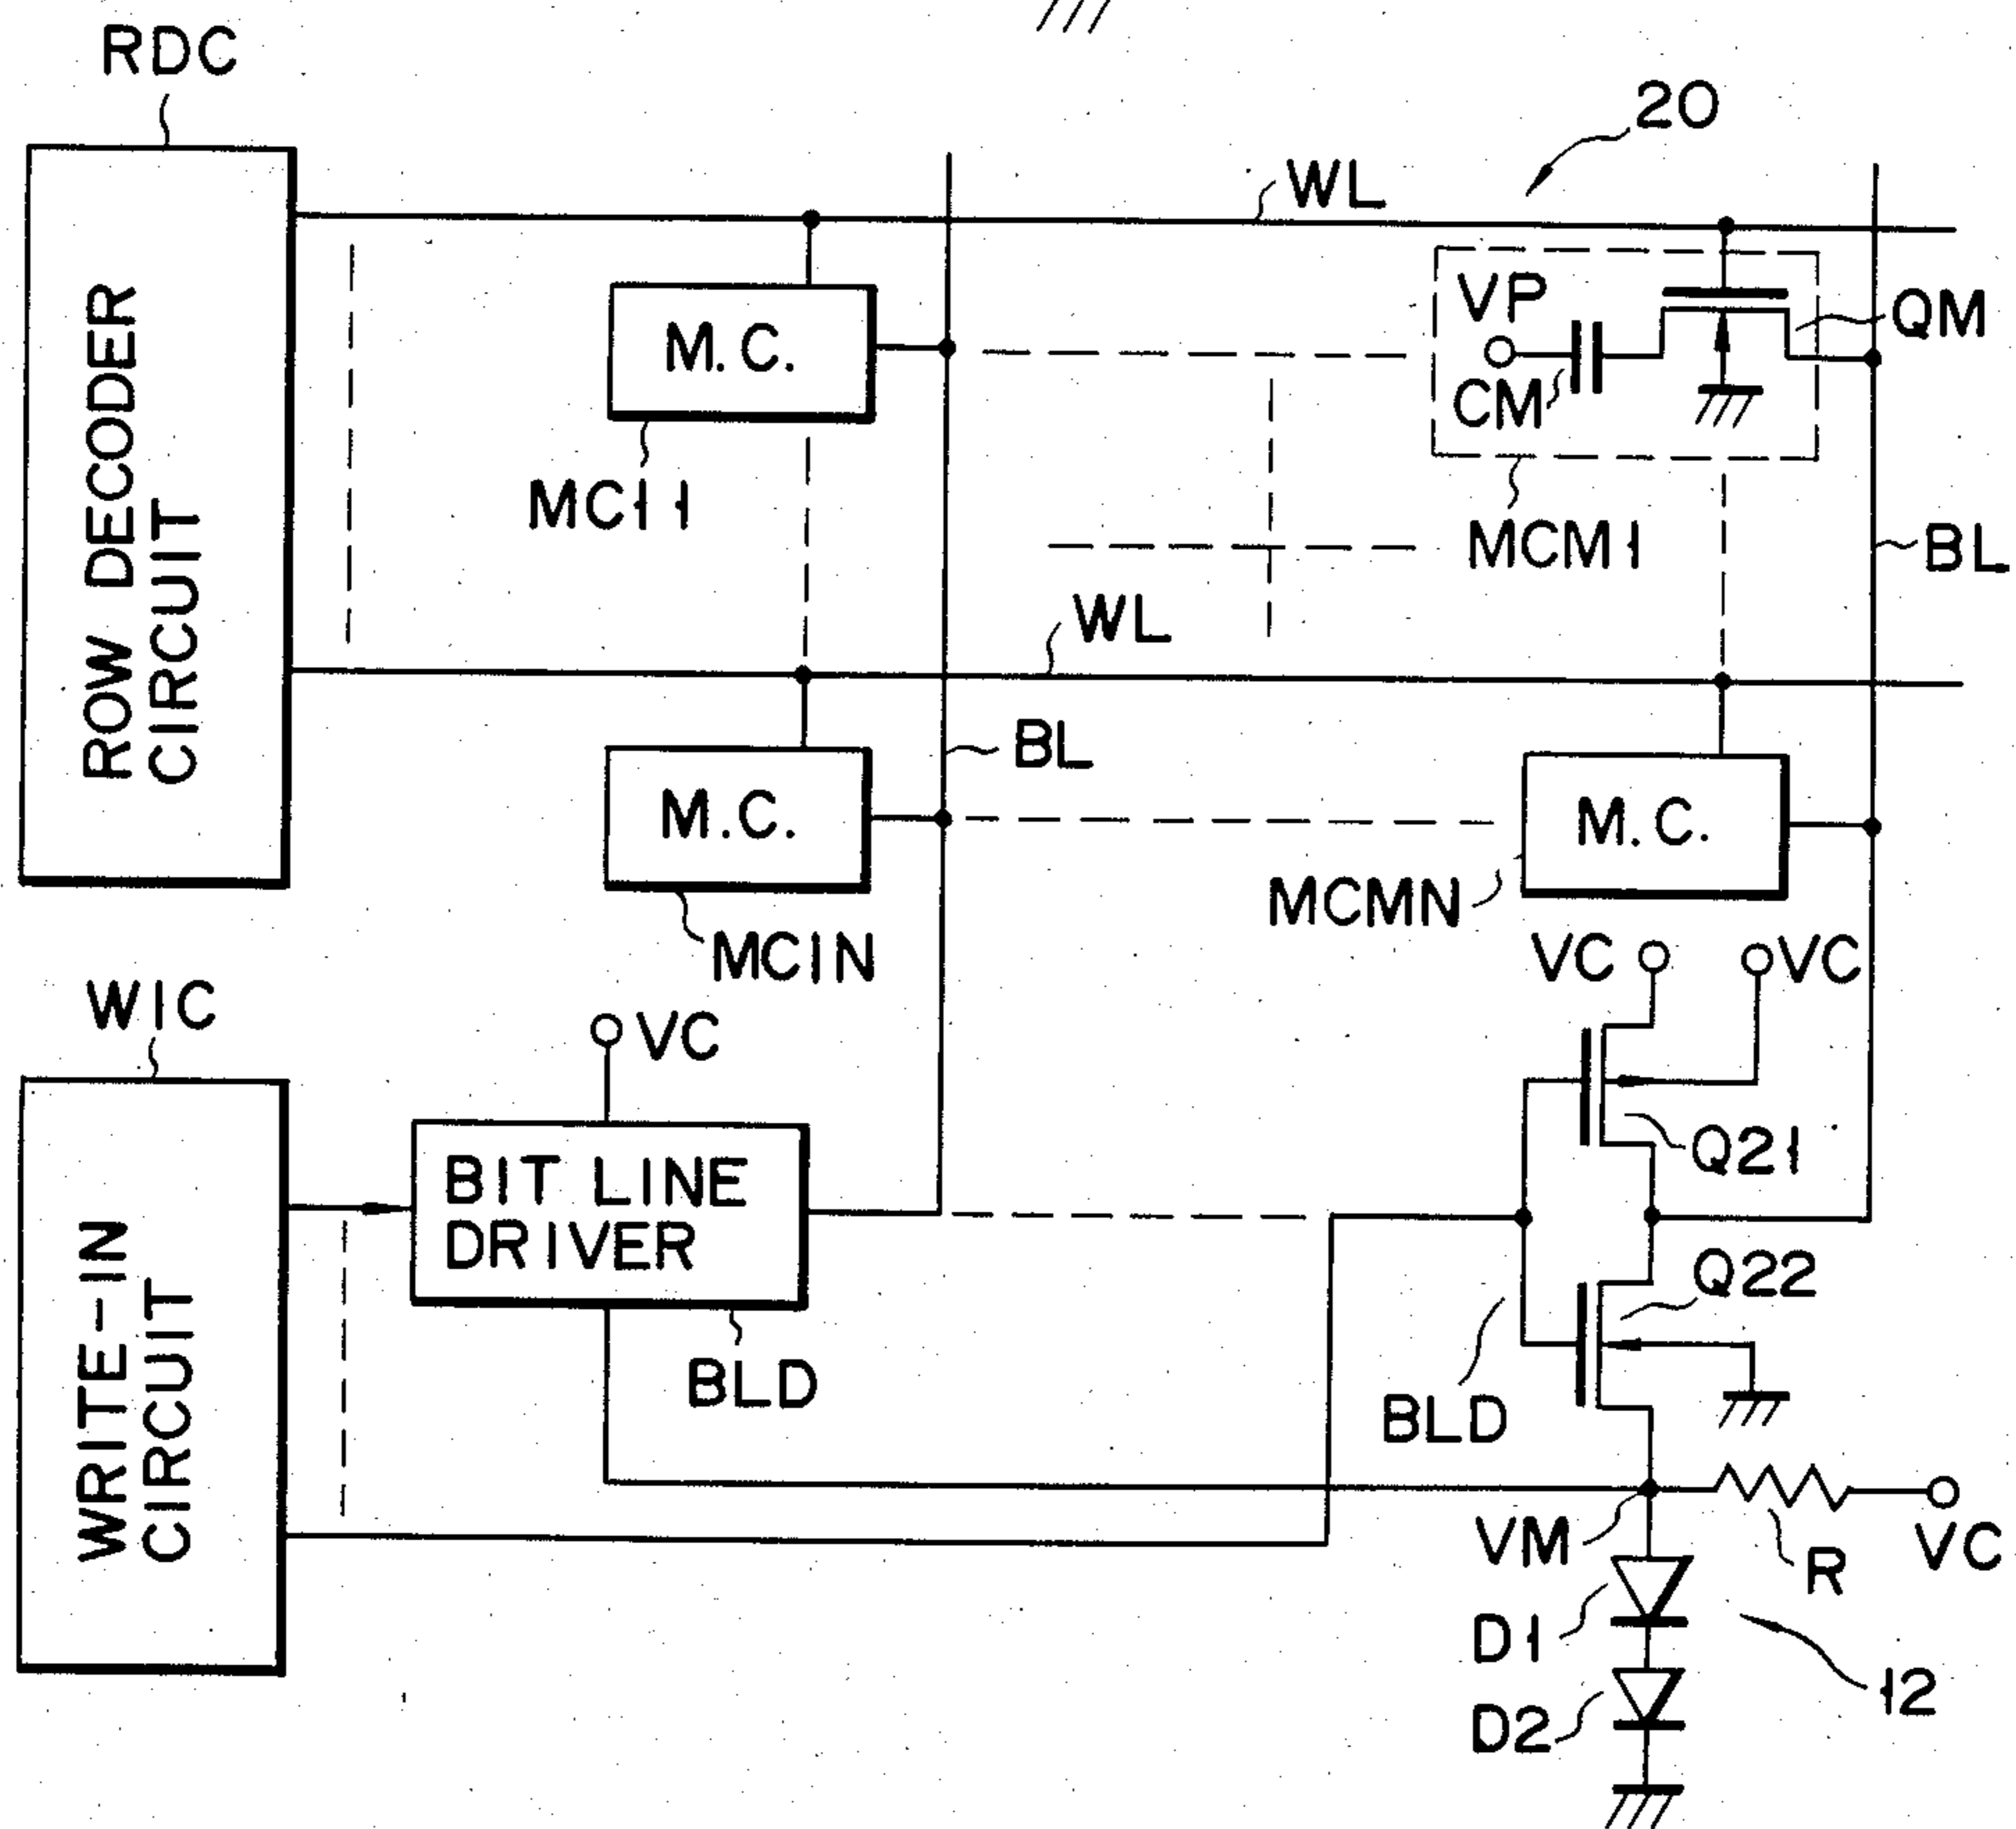 RDC
20
WL
ROW DECODER
CIRCUIT
M.C.
VP
QM
CM
MC11
MCM1
BL
WL
BL
M.C.
M.C.
MCMN
MC1N
VC
VC
WIC
VC
Q21
BIT LINE
DRIVER
WRITE-IN
CIRCUIT
Q22
BLD
BLD
VM
R
VC
D1
12
D2